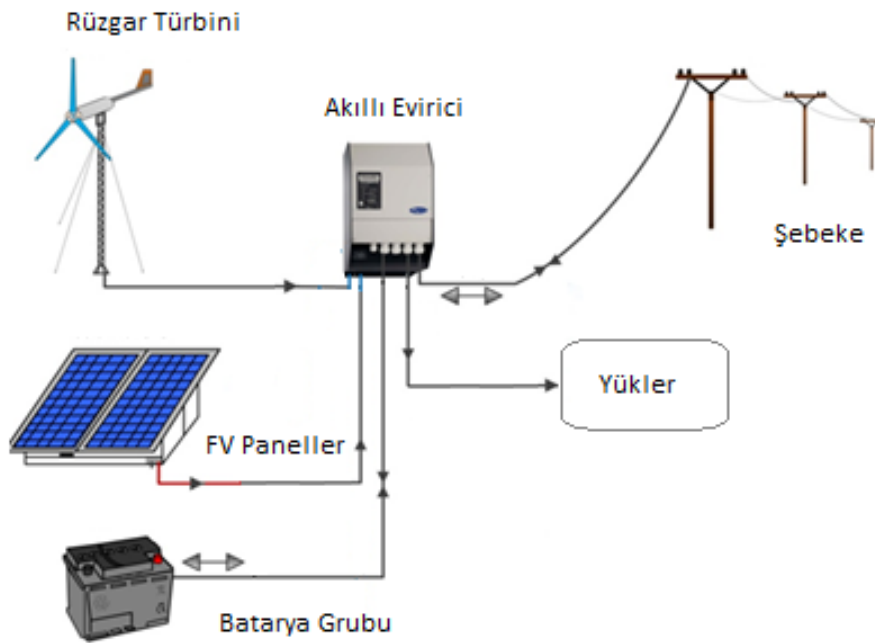 Rüzgar Türbini
Akıllı Evirici
Şebeke
Yükler
FV Paneller
Batarya Grubu